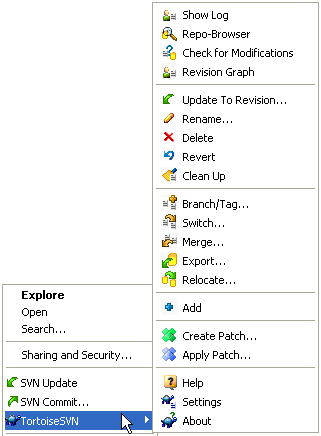 Show Log
Repo-Browser
Check for Modifications
Revision Graph
Update To Revision...
Rename...
Delete
Revert
Clean Up
Branch/Tag...
Switch...
Merge...
Export...
Relocate...
Add
Create Patch...
Apply Patch...
Help
Settings
About
Explore
Open
Search...
Sharing and Security...
SVN Update
SVN Commit...
TortoiseSVN